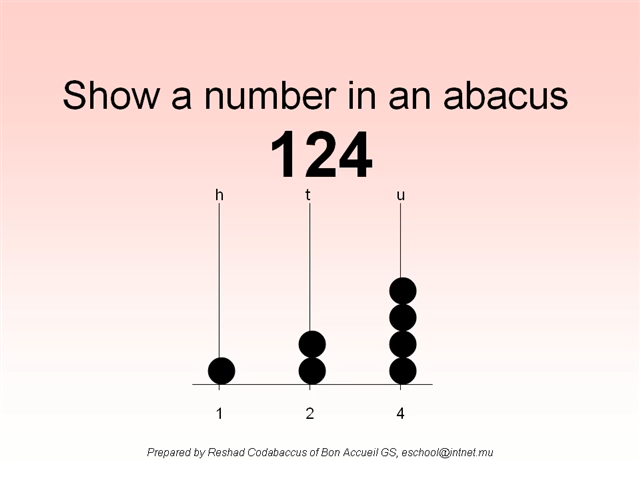 Show a number in an abacus
124
h t u
1 2 4
Prepared by Reshad Codabaccus of Bon Accueil GS, eschool@intnet.mu